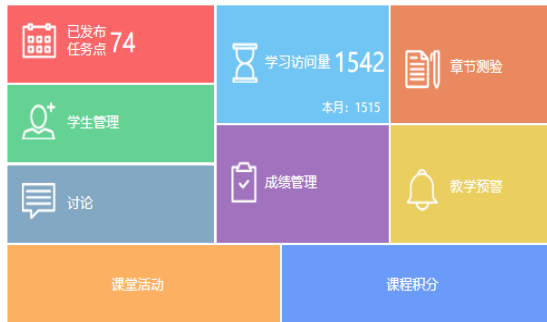 已发布
任务点 74
学习访问量 1542
本月：1515
章节测验
学生管理
讨论
成绩管理
教学预警
课堂活动
课程积分